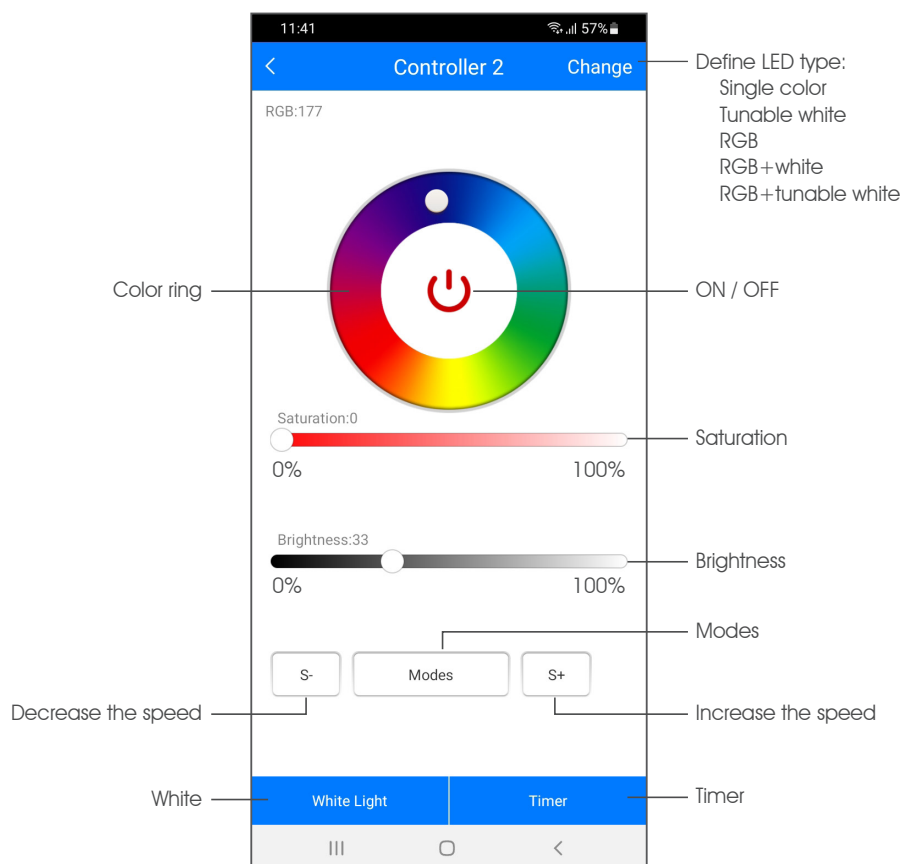 11:41
57%
Controller 2
Change
Define LED type:
Single color
Tunable white
RGB
RGB+white
RGB+tunable white
RGB:177
Color ring
ON / OFF
Saturation:0
Saturation
0%
100%
Brightness:33
Brightness
0%
100%
Modes
S-
Modes
S+
Decrease the speed
Increase the speed
White
White Light
Timer
Timer